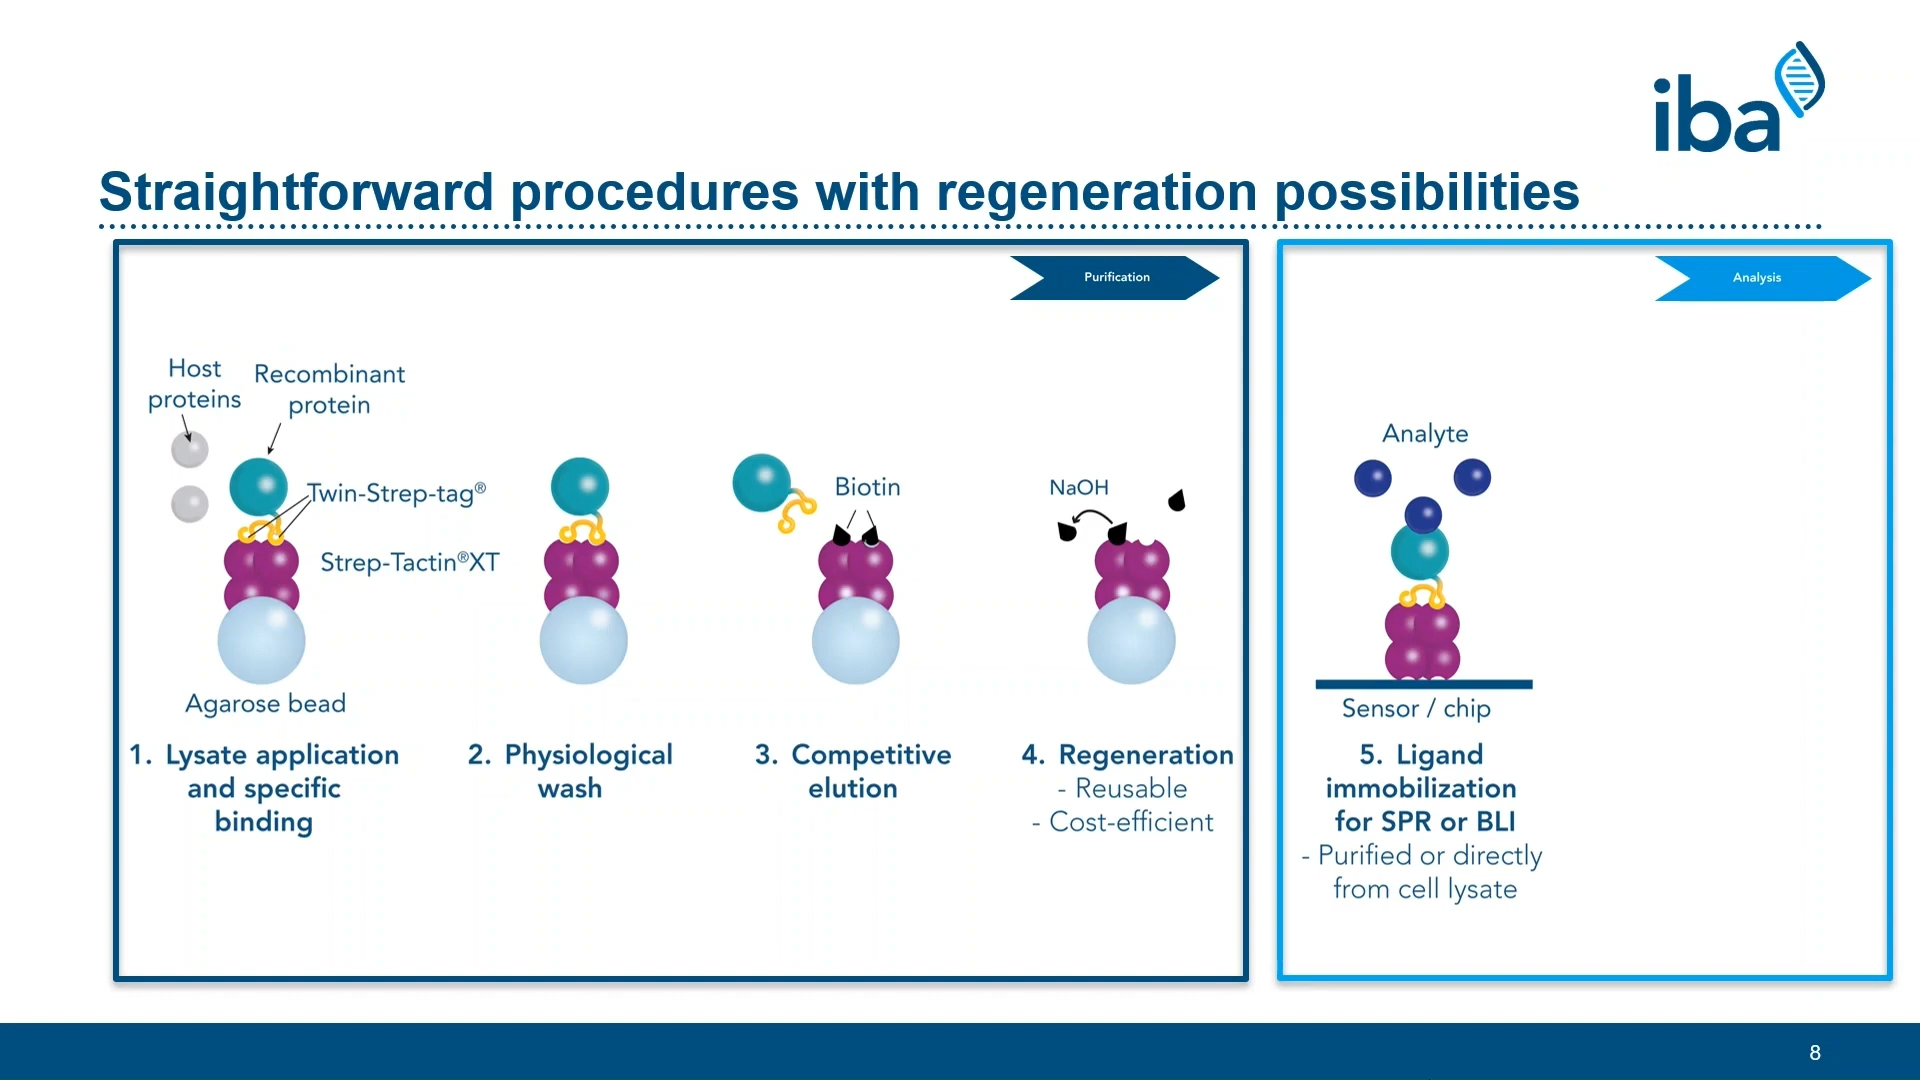 iba
Straightforward procedures with regeneration possibilities
Purification
Host
proteins
Recombinant
protein
Twin-Strep-tag®
Strep-Tactin®XT
Agarose bead
Biotin
NaOH
1. Lysate application
and specific
binding
2. Physiological
wash
3. Competitive
elution
4. Regeneration
- Reusable
- Cost-efficient
Analysis
Analyte
Sensor / chip
5. Ligand
immobilization
for SPR or BLI
- Purified or directly
from cell lysate
8